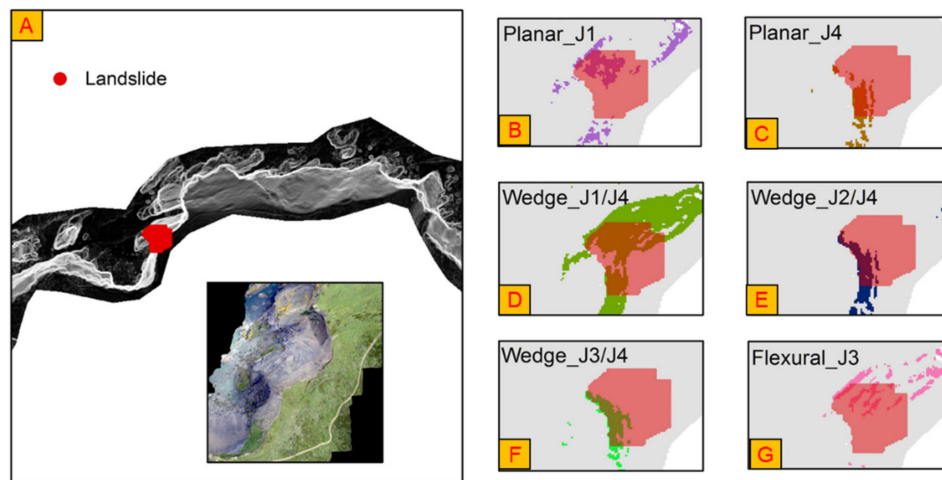 A
Landslide
Planar_J1
B
Planar_J4
C
Wedge_J1/J4
D
Wedge_J2/J4
E
Wedge_J3/J4
F
Flexural_J3
G